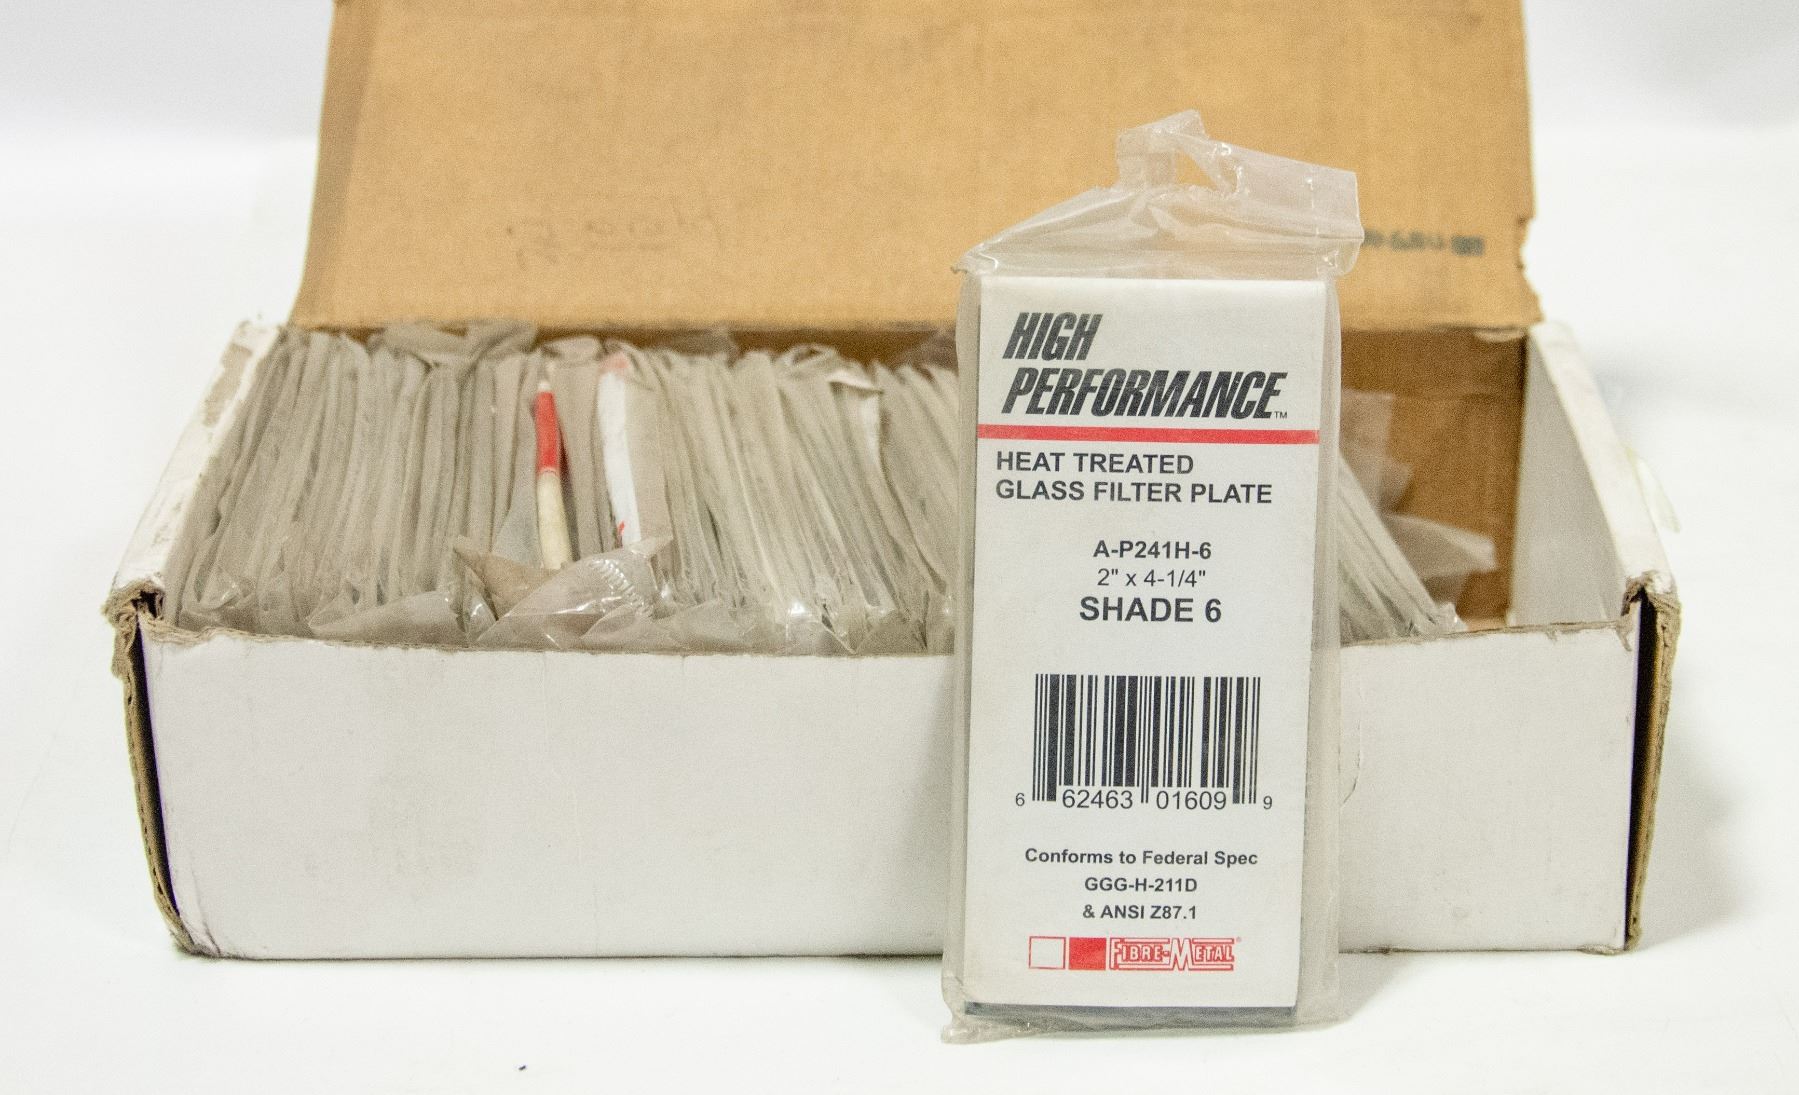 HIGH
PERFORMANCE™
HEAT TREATED
GLASS FILTER PLATE
A-P241H-6
2" x 4-1/4"
SHADE 6
6 62463 01609 9
Conforms to Federal Spec
GGG-H-211D
& ANSI Z87.1
FIBRE-METAL®